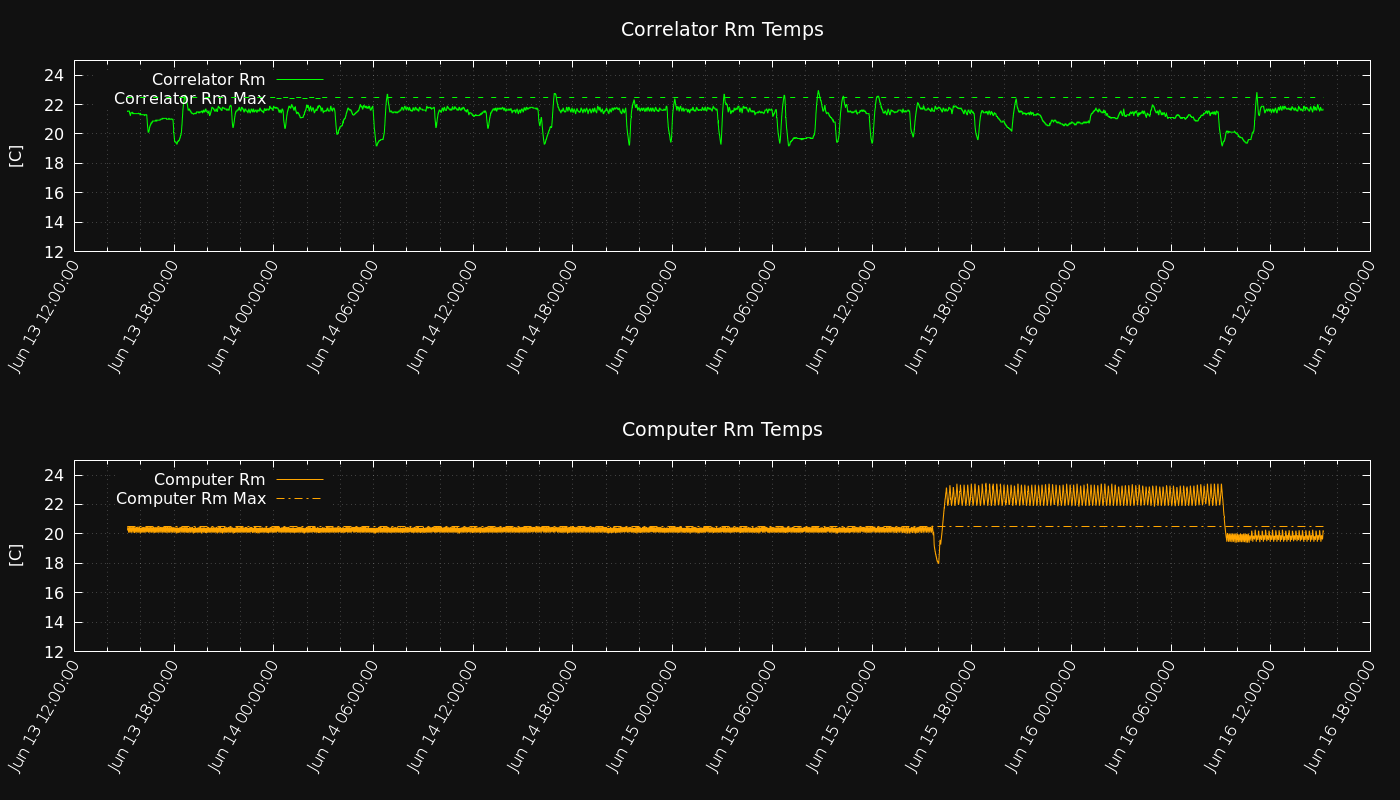 Correlator Rm Temps
Correlator Rm
Correlator Rm Max
[C]
24
22
20
18
16
14
12
Jun 13 12:00:00
Jun 13 18:00:00
Jun 14 00:00:00
Jun 14 06:00:00
Jun 14 12:00:00
Jun 14 18:00:00
Jun 15 00:00:00
Jun 15 06:00:00
Jun 15 12:00:00
Jun 15 18:00:00
Jun 16 00:00:00
Jun 16 06:00:00
Jun 16 12:00:00
Jun 16 18:00:00
Computer Rm Temps
Computer Rm
Computer Rm Max
[C]
24
22
20
18
16
14
12
Jun 13 12:00:00
Jun 13 18:00:00
Jun 14 00:00:00
Jun 14 06:00:00
Jun 14 12:00:00
Jun 14 18:00:00
Jun 15 00:00:00
Jun 15 06:00:00
Jun 15 12:00:00
Jun 15 18:00:00
Jun 16 00:00:00
Jun 16 06:00:00
Jun 16 12:00:00
Jun 16 18:00:00